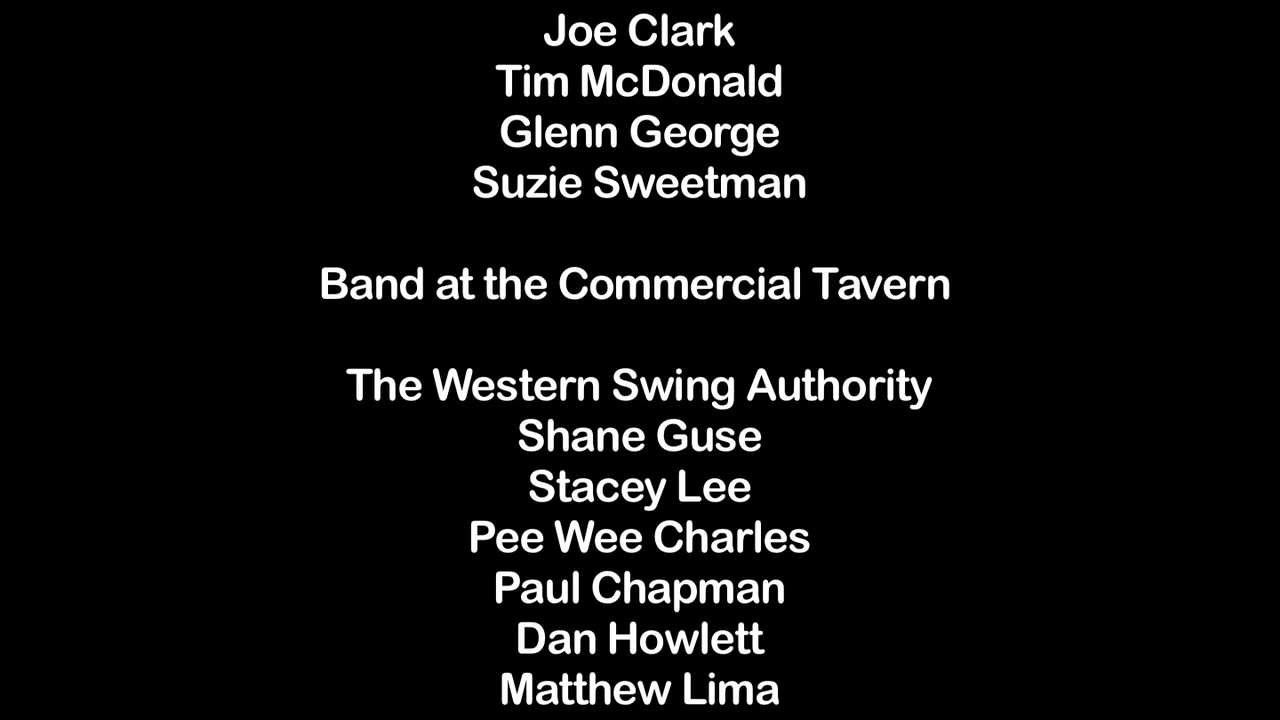 Joe Clark
Tim McDonald
Glenn George
Suzie Sweetman
Band at the Commercial Tavern
The Western Swing Authority
Shane Guse
Stacey Lee
Pee Wee Charles
Paul Chapman
Dan Howlett
Matthew Lima